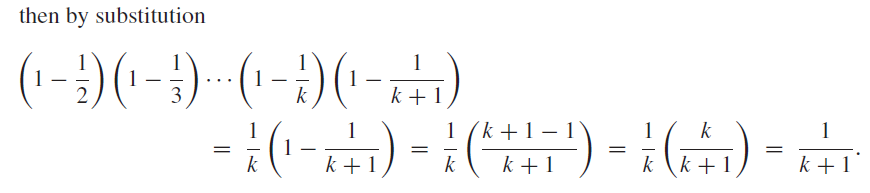 then by substitution
(1 − 1/2)(1 − 1/3)⋯(1 − 1/k)(1 − 1/(k + 1))
= 1/k (1 − 1/(k + 1)) = 1/k ((k + 1 − 1)/(k + 1)) = 1/k (k/(k + 1)) = 1/(k + 1).